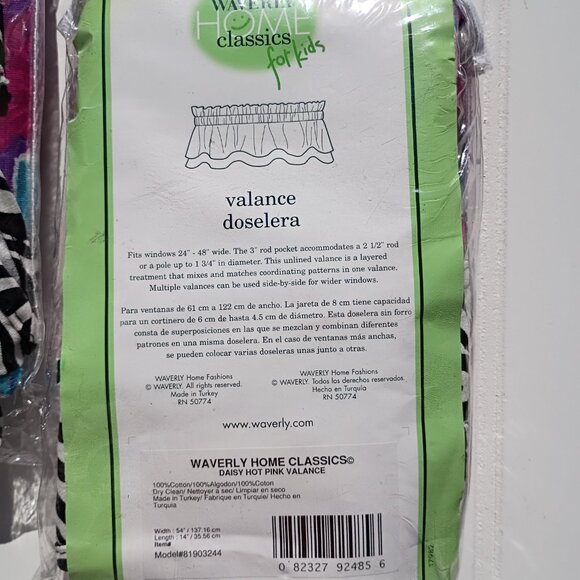 WAVERLY
HOME
classics
for kids
valance
doselera
Fits windows 24" - 48" wide. The 3" rod pocket accommodates a 2 1/2" rod
or a pole up to 1 3/4" in diameter. This unlined valance is a layered
treatment that mixes and matches coordinating patterns in one valance.
Multiple valances can be used side-by-side for wider windows.
Para ventanas de 61 cm a 122 cm de ancho. La jareta de 8 cm tiene capacidad
para un cortinero de 6 cm de hasta 4.5 cm de diámetro. Esta doselera sin forro
consta de superposiciones en las que se mezclan y combinan diferentes
patrones en una misma doselera. En el caso de ventanas más anchas,
se pueden colocar varias doseleras unas junto a otras.
WAVERLY Home Fashions
© WAVERLY. All rights reserved.
Made in Turkey
RN 50774
WAVERLY Home Fashions
© WAVERLY. Todos los derechos reservados.
Hecho en Turquía
RN 50774
www.waverly.com
WAVERLY HOME CLASSICS©
DAISY HOT PINK VALANCE
100%Cotton/100%Algodon/100%Coton
Dry Clean/ Nettoyer a sec/ Limpiar en seco
Made in Turkey/ Fabrique en Turquie/ Hecho en
Turquia
Width : 54" / 137.16 cm
Length : 14" / 35.56 cm
Item#
Model#81903244
0 82327 92485 6
17982